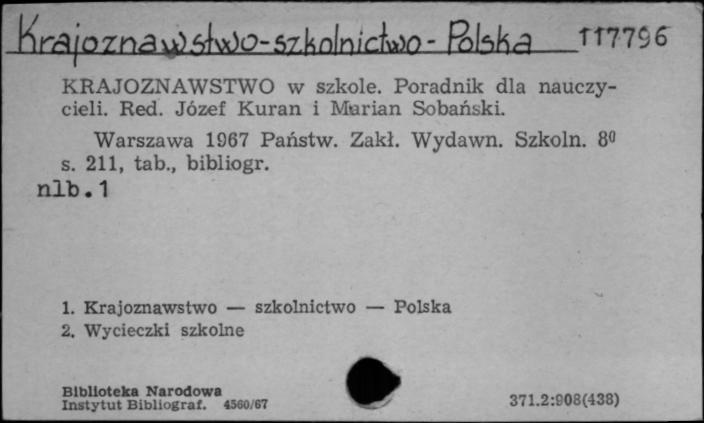 Krajoznawstwo-szkolnictwo-Polska 117796
KRAJOZNAWSTWO w szkole. Poradnik dla nauczy-
cieli. Red. Józef Kuran i Marian Sobański.
Warszawa 1967 Państw. Zakł. Wydawn. Szkoln. 8⁰
s. 211, tab., bibliogr.
nlb.1
1. Krajoznawstwo — szkolnictwo — Polska
2. Wycieczki szkolne
Biblioteka Narodowa
Instytut Bibliograf. 4560/67 371.2:908(438)